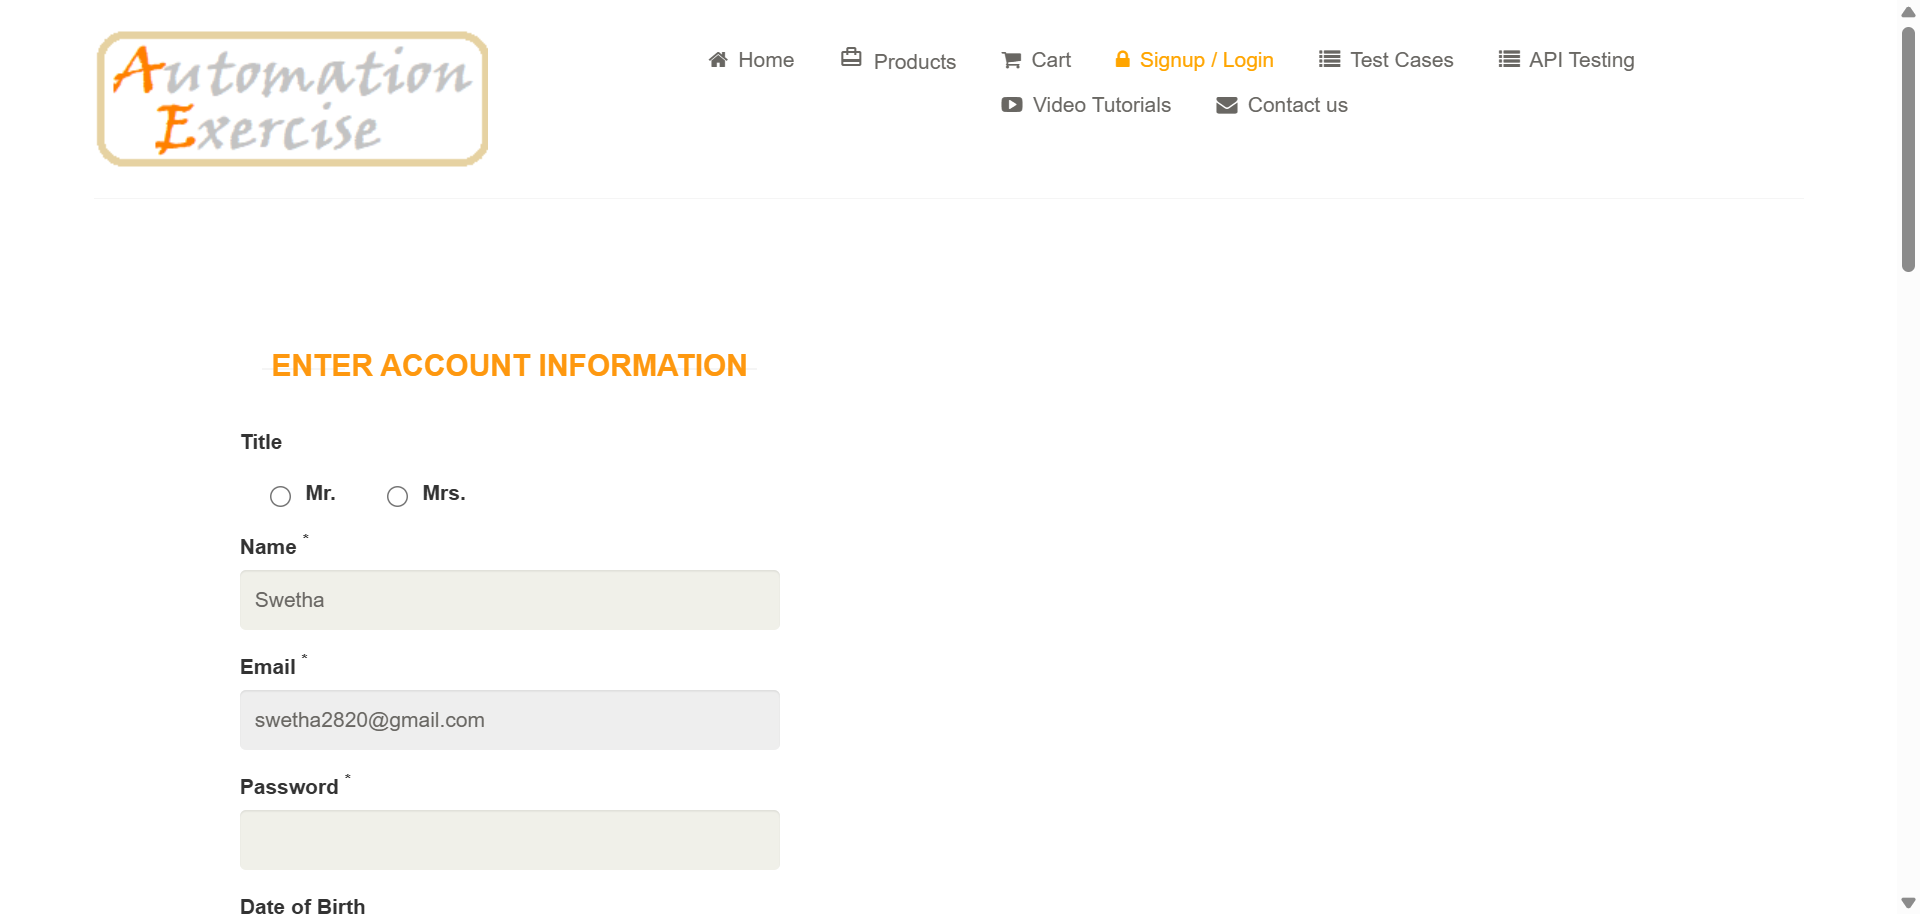 Automation
Exercise
Home Products Cart Signup / Login Test Cases API Testing
Video Tutorials Contact us
ENTER ACCOUNT INFORMATION
Title
Mr. Mrs.
Name *
Swetha
Email *
swetha2820@gmail.com
Password *
Date of Birth